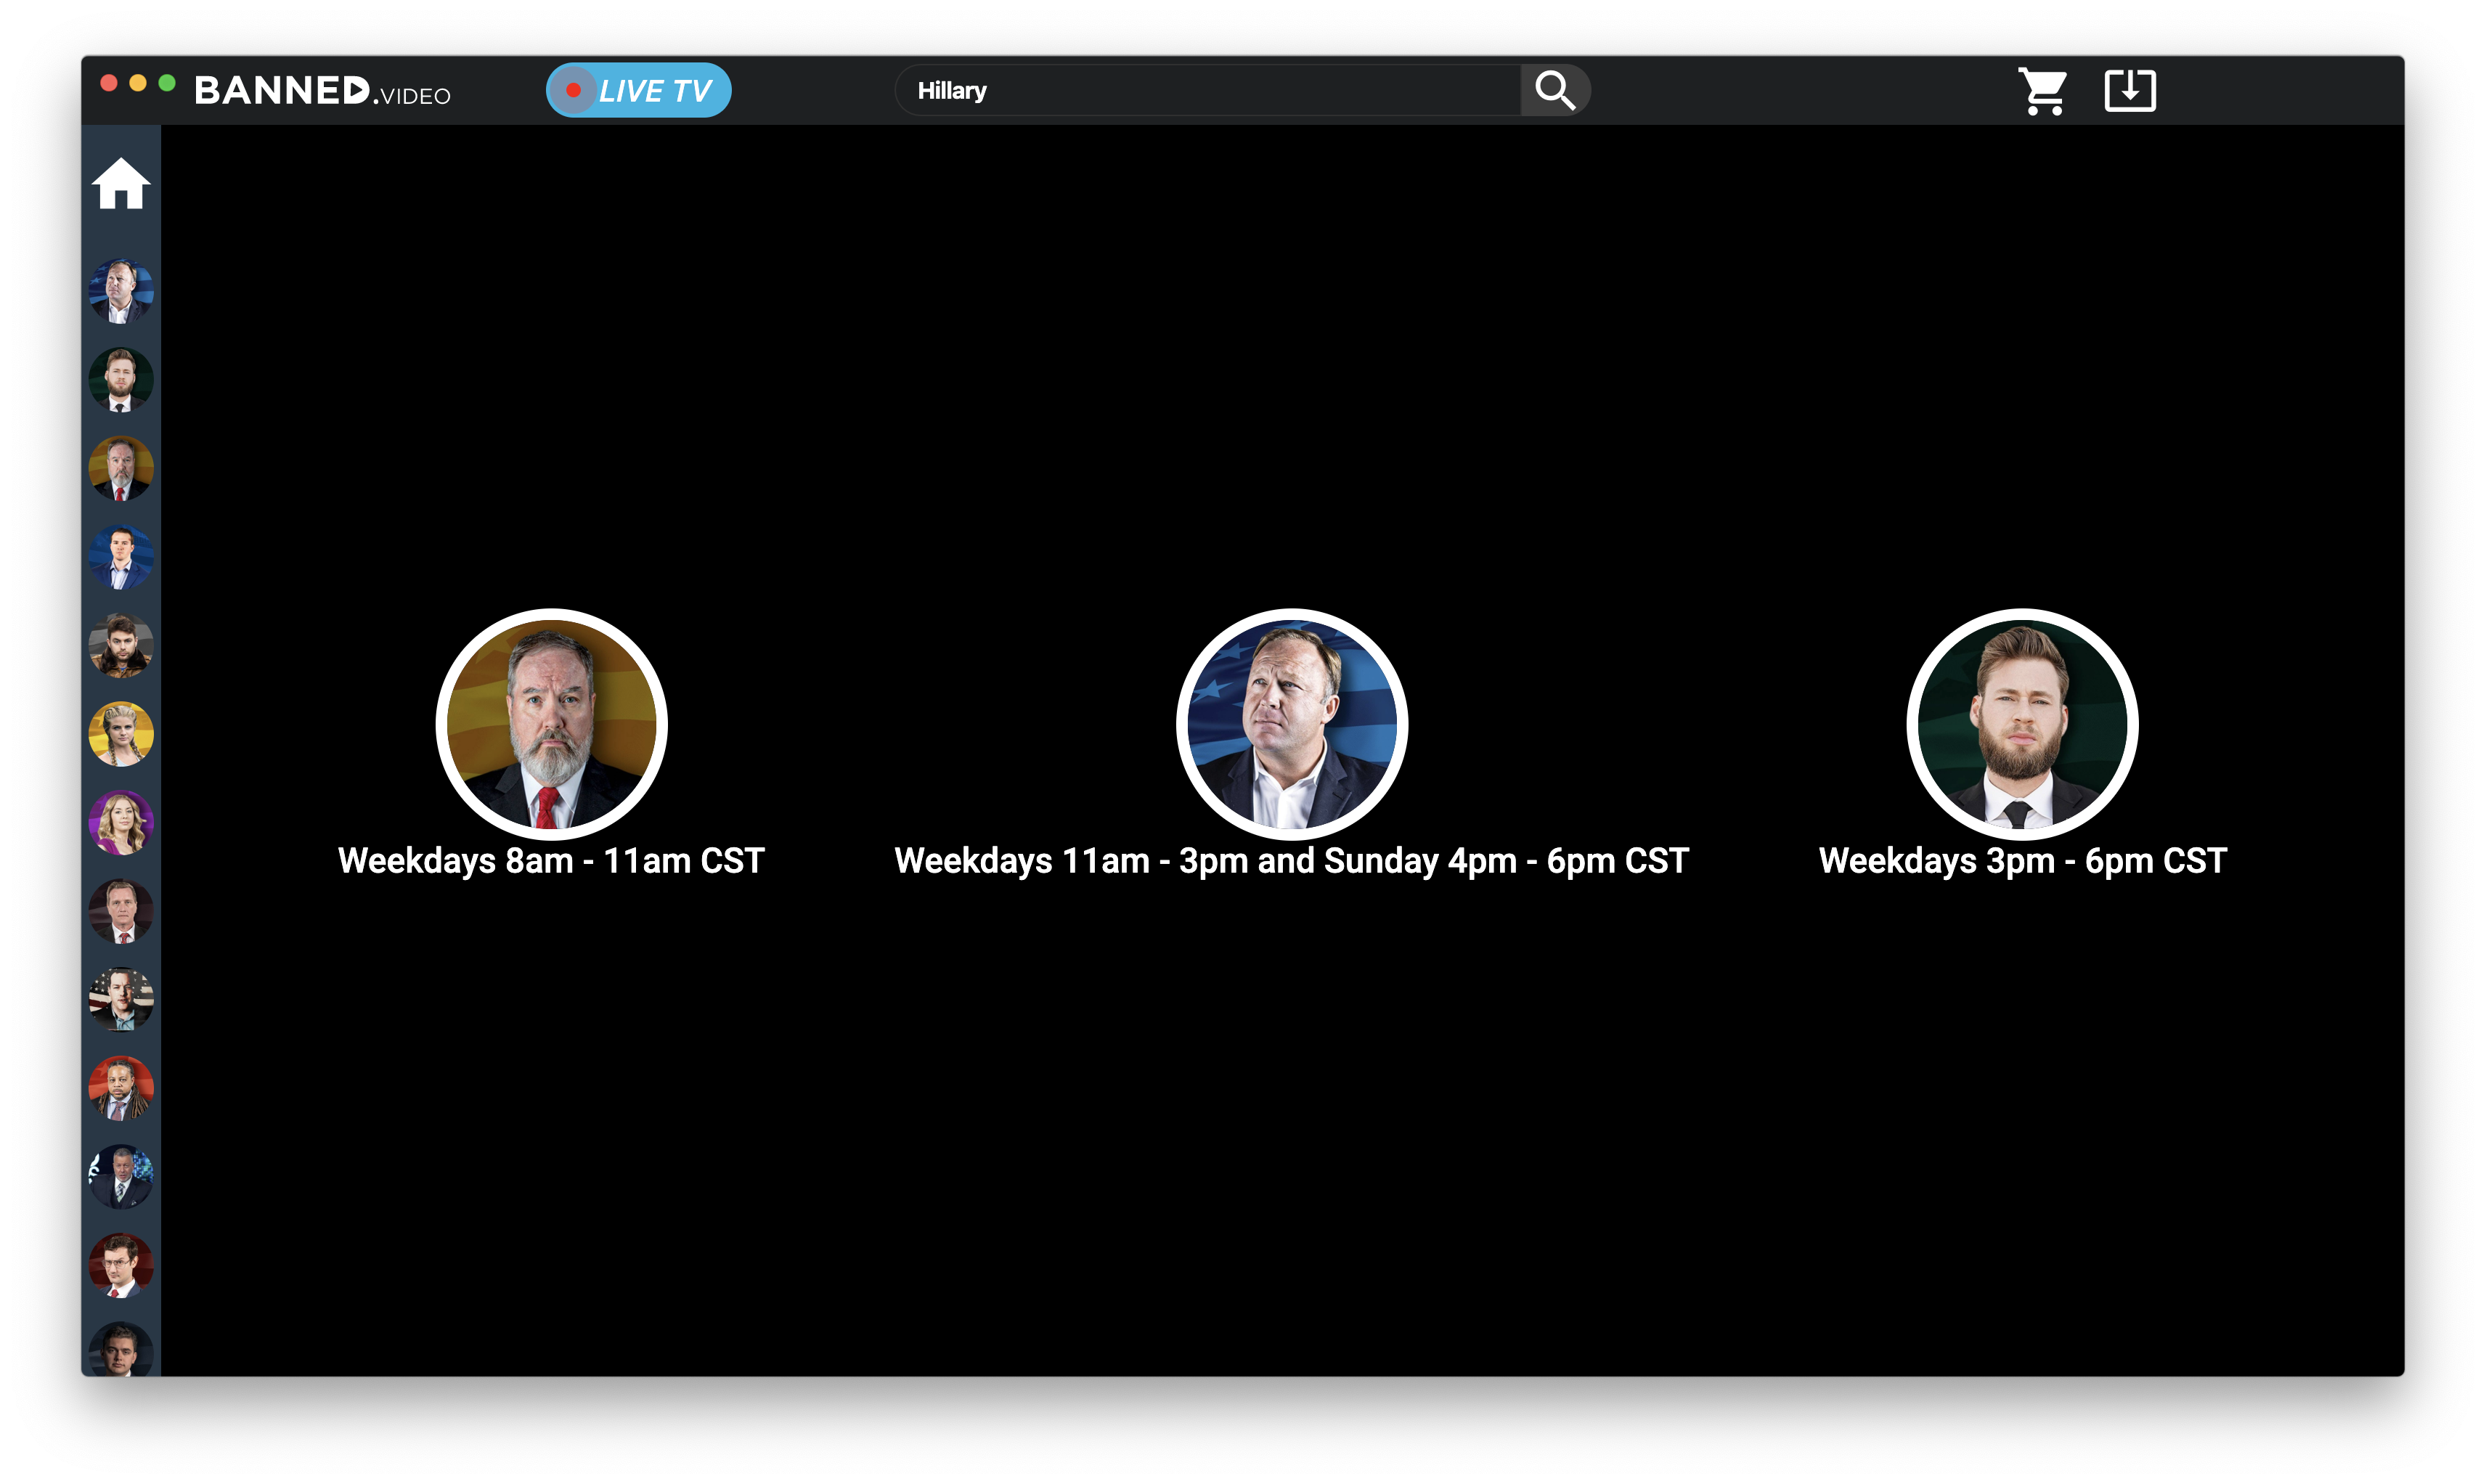 BANNED.VIDEO
LIVE TV
Hillary
Weekdays 8am - 11am CST
Weekdays 11am - 3pm and Sunday 4pm - 6pm CST
Weekdays 3pm - 6pm CST